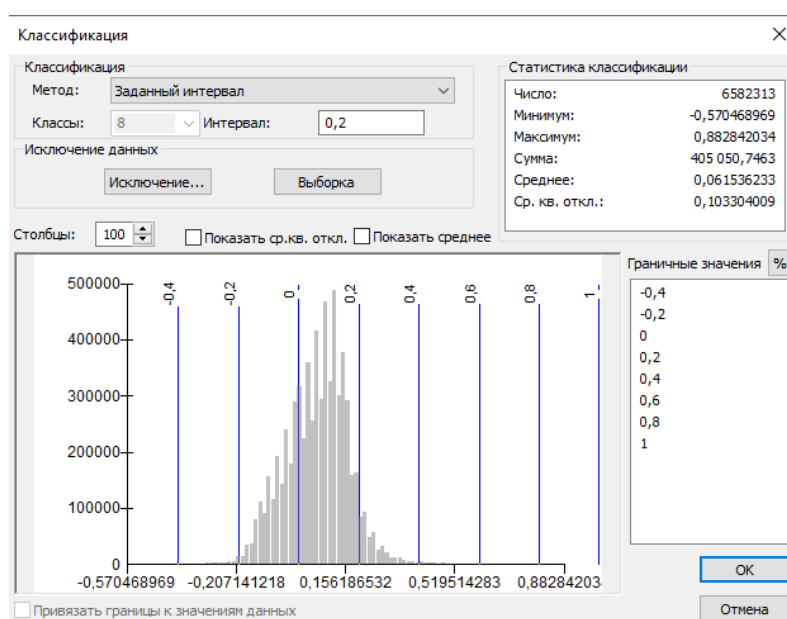 Классификация
Классификация
Метод: Заданный интервал
Классы: 8 Интервал: 0,2
Исключение данных
Исключение... Выборка
Статистика классификации
Число: 6582313
Минимум: -0,570468969
Максимум: 0,882842034
Сумма: 405 050,7463
Среднее: 0,061536233
Ср. кв. откл.: 0,103304009
Столбцы: 100 Показать ср.кв. откл. Показать среднее
Граничные значения %
-0,4
-0,2
0
0,2
0,4
0,6
0,8
1
-0,4 -0,2 0 0,2 0,4 0,6 0,8 1
500000
400000
300000
200000
100000
0
-0,570468969 -0,207141218 0,156186532 0,519514283 0,88284203
OK
Отмена
Привязать границы к значениям данных